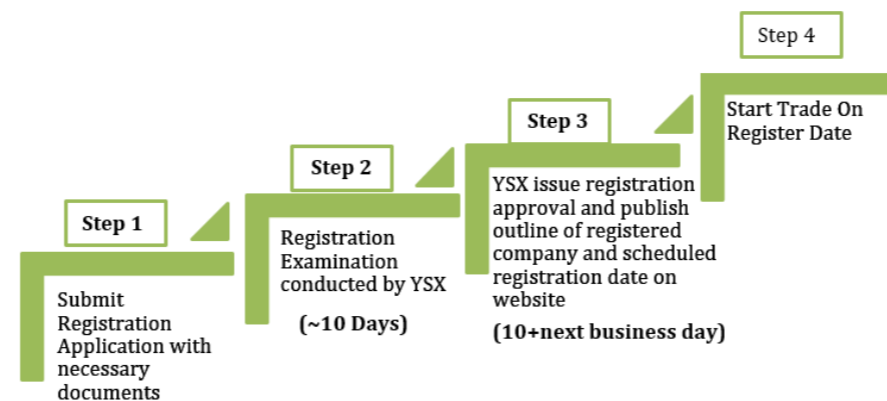 Step 1
Submit
Registration
Application with
necessary
documents
Step 2
Registration
Examination
conducted by YSX
(~10 Days)
Step 3
YSX issue registration
approval and publish
outline of registered
company and scheduled
registration date on
website
(10+next business day)
Step 4
Start Trade On
Register Date